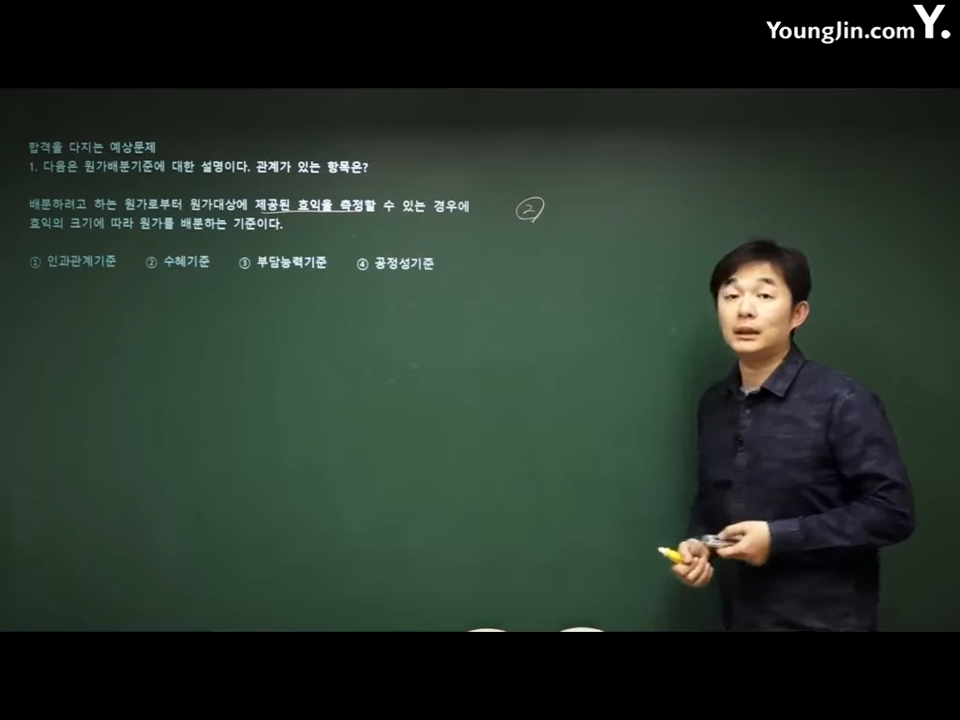 YoungJin.com Y.
합격을 다지는 예상문제
1. 다음은 원가배분기준에 대한 설명이다. 관계가 있는 항목은?
배분하려고 하는 원가로부터 원가대상에 제공된 효익을 측정할 수 있는 경우에
효익의 크기에 따라 원가를 배분하는 기준이다.
2
① 인과관계기준 ② 수혜기준 ③ 부담능력기준 ④ 공정성기준